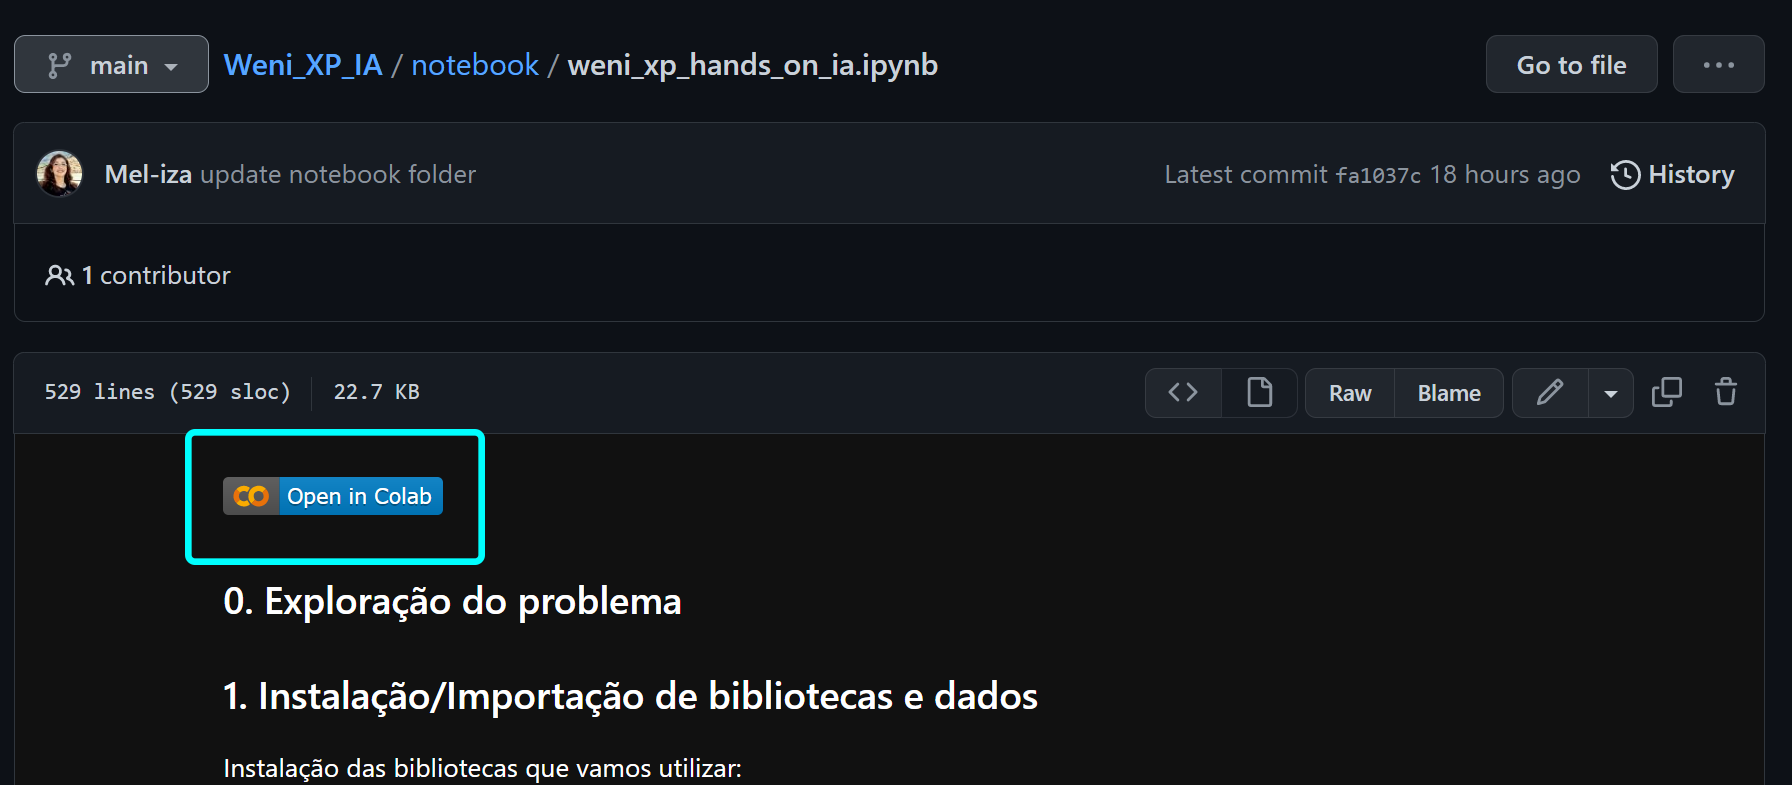 main Weni_XP_IA / notebook / weni_xp_hands_on_ia.ipynb Go to file ...
Mel-iza update notebook folder Latest commit fa1037c 18 hours ago History
1 contributor
529 lines (529 sloc) 22.7 KB <> Raw Blame
CO Open in Colab
0. Exploração do problema
1. Instalação/Importação de bibliotecas e dados
Instalação das bibliotecas que vamos utilizar: